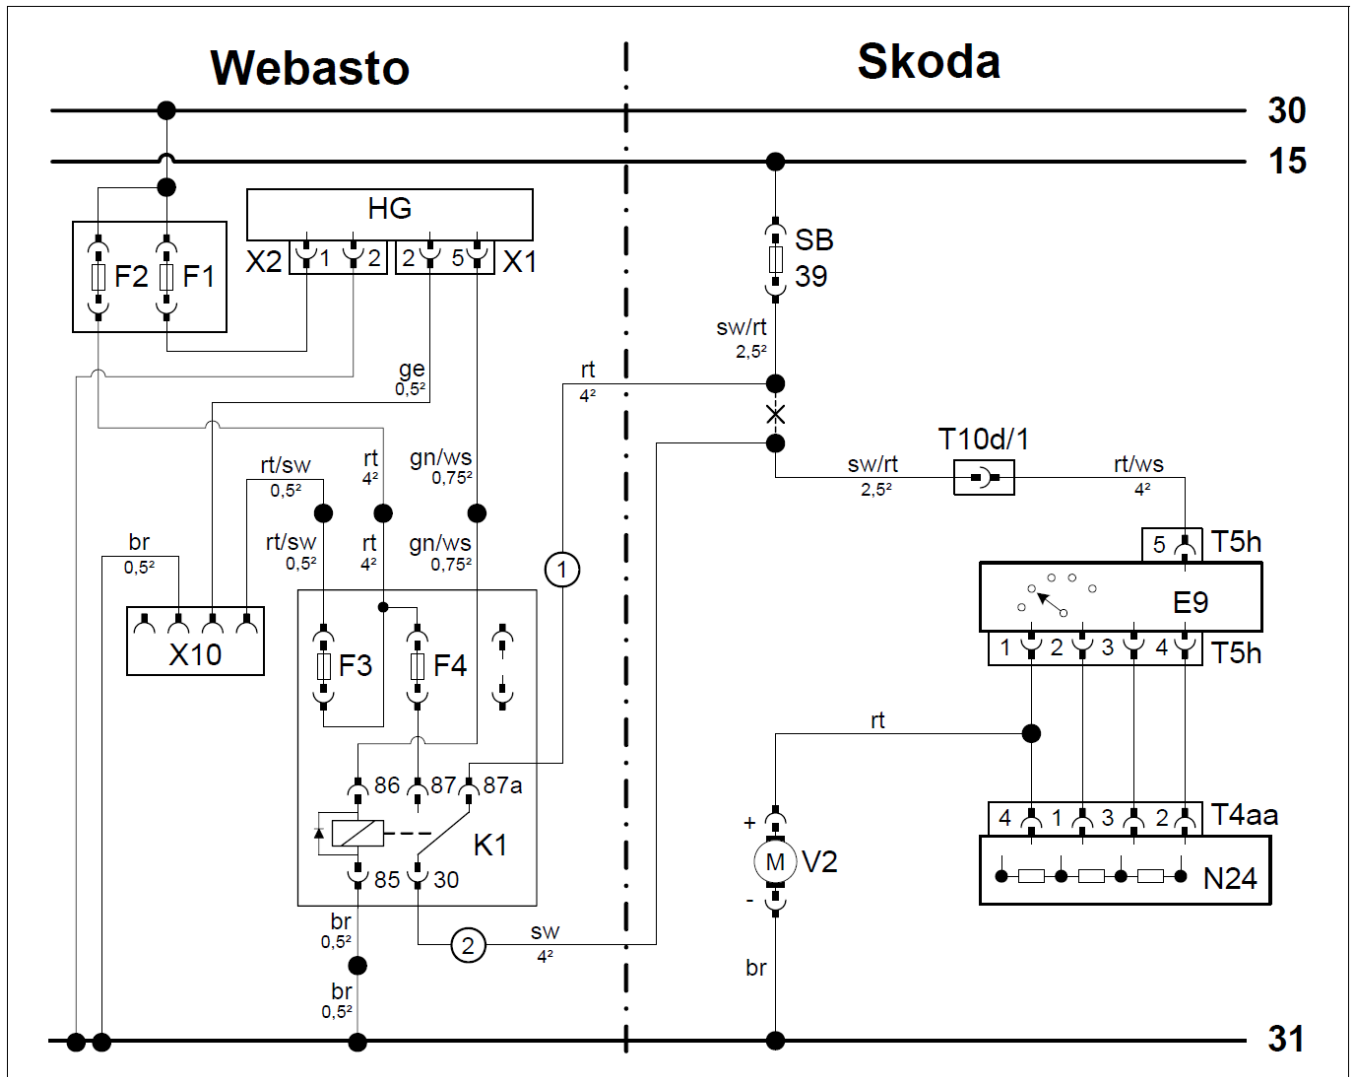 Webasto
Skoda
30
15
HG
X2 1 2 2 5 X1
F2 F1
SB
39
sw/rt
2,5²
ge
0,5²
rt
4²
T10d/1
rt/sw
0,5²
rt
4²
gn/ws
0,75²
sw/rt
2,5²
rt/ws
4²
br
0,5²
rt/sw
0,5²
rt
4²
gn/ws
0,75²
1
5 T5h
E9
X10
F3 F4
1 2 3 4 T5h
rt
86 87 87a
K1
85 30
+
M V2
-
4 1 3 2 T4aa
N24
br
0,5²
2
sw
4²
br
br
0,5²
31